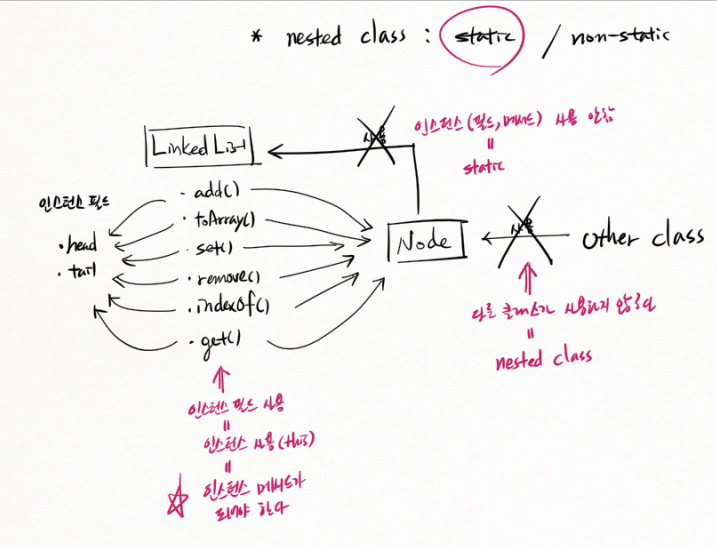 * nested class : static / non-static
LinkedList
사용
인스턴스(필드, 메서드) 사용 안함
=
static
인스턴스 필드
· head
· tail
· add()
· toArray()
· set()
· remove()
· indexOf()
· get()
Node
사용
other class
다른 클래스가 사용하지 않는다면
=
nested class
인스턴스 필드 사용
=
인스턴스 사용(this)
=
인스턴스 메서드가
되어야 한다